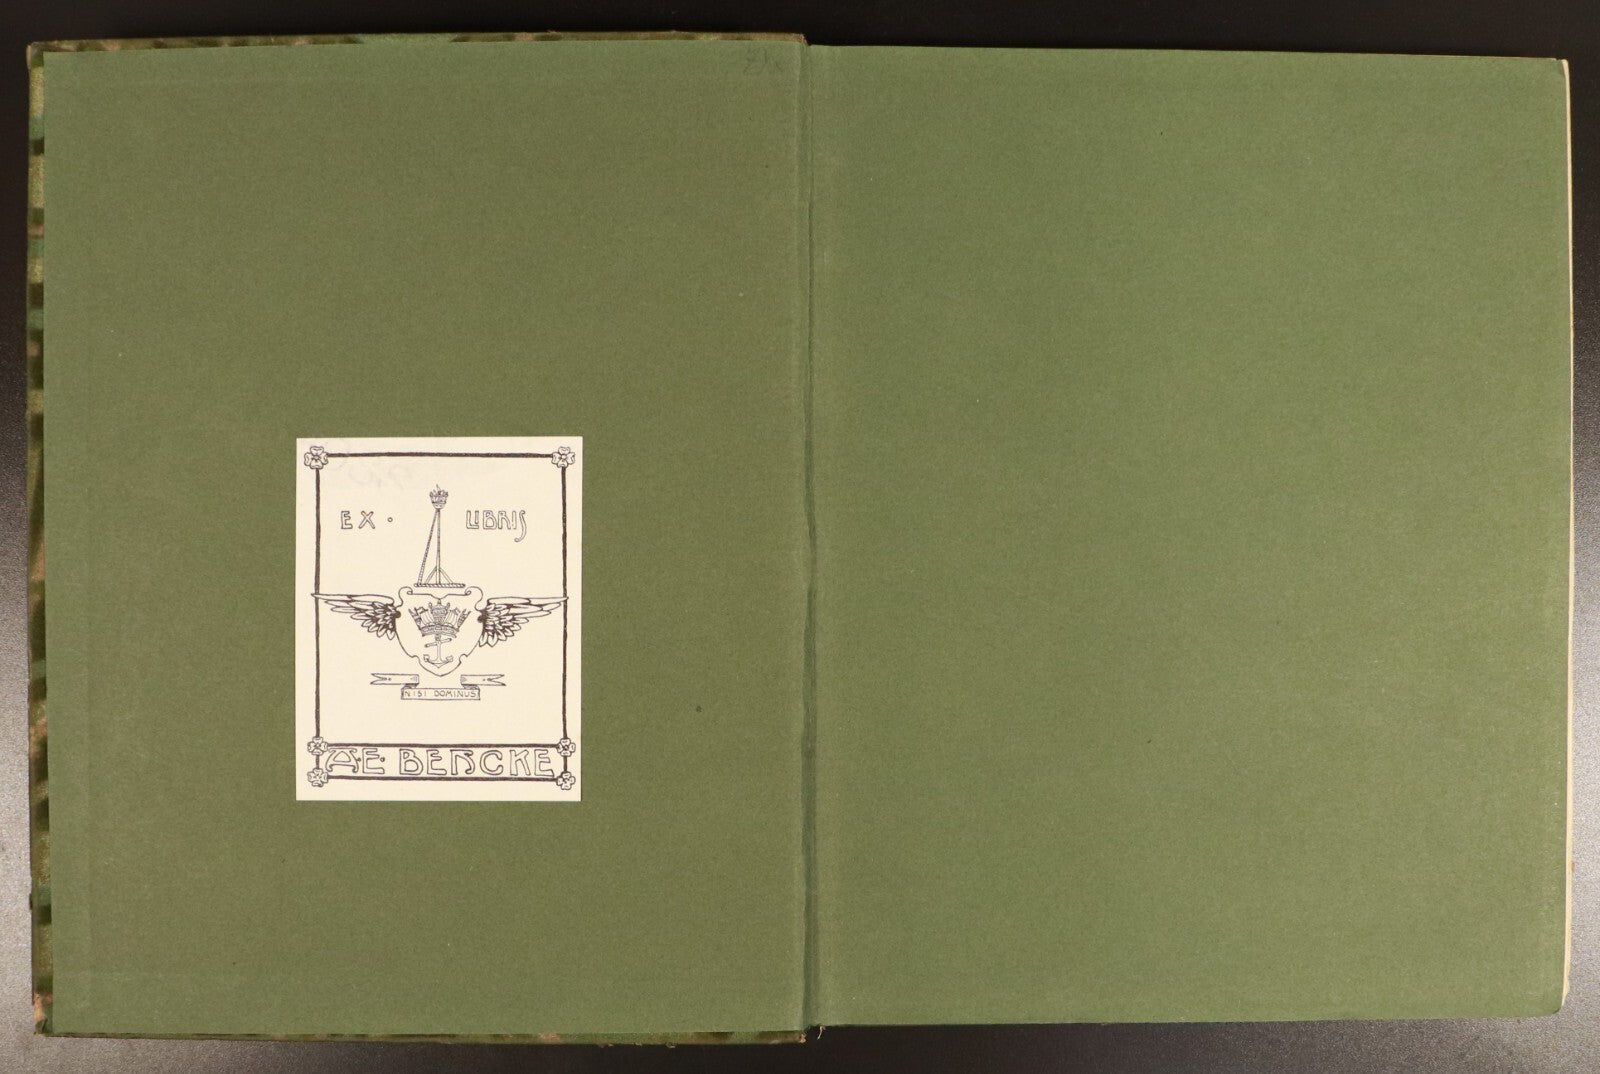 EX · LIBRIS
NISI DOMINUS
A·E· BENCKE